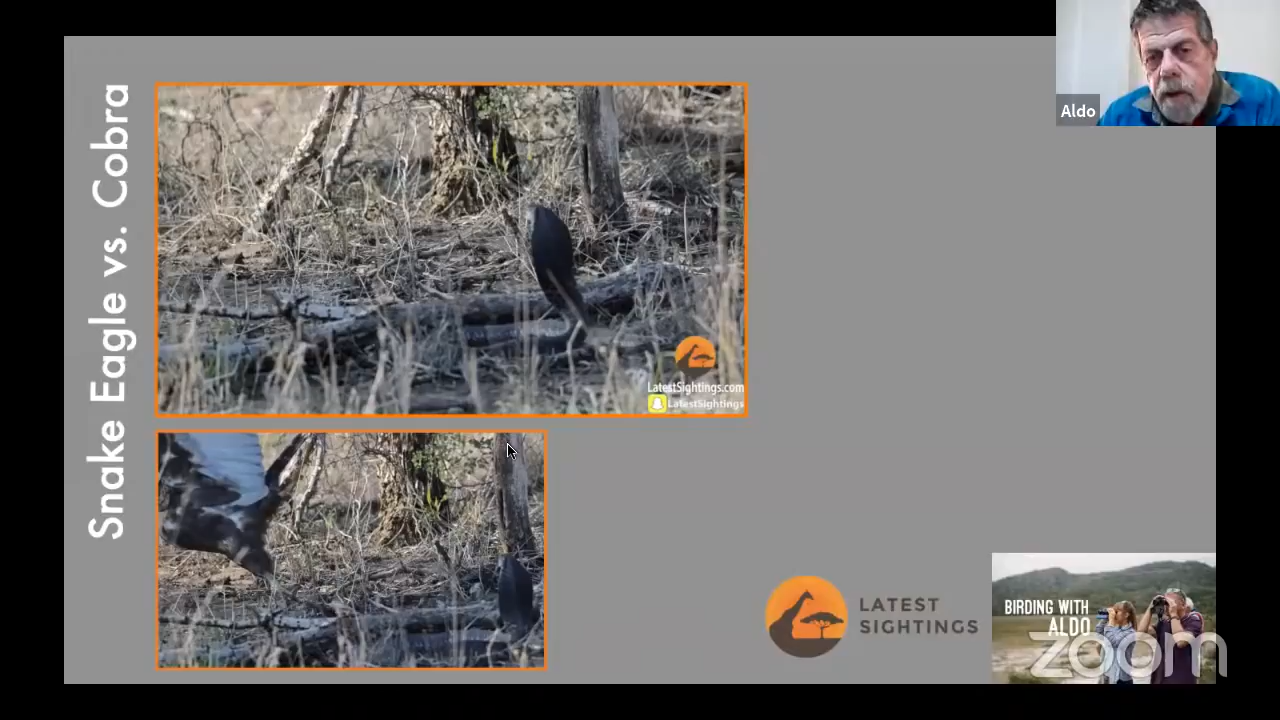 Snake Eagle vs. Cobra
Aldo
LatestSightings.com
LatestSightings
LATEST
SIGHTINGS
BIRDING WITH
ALDO
zoom